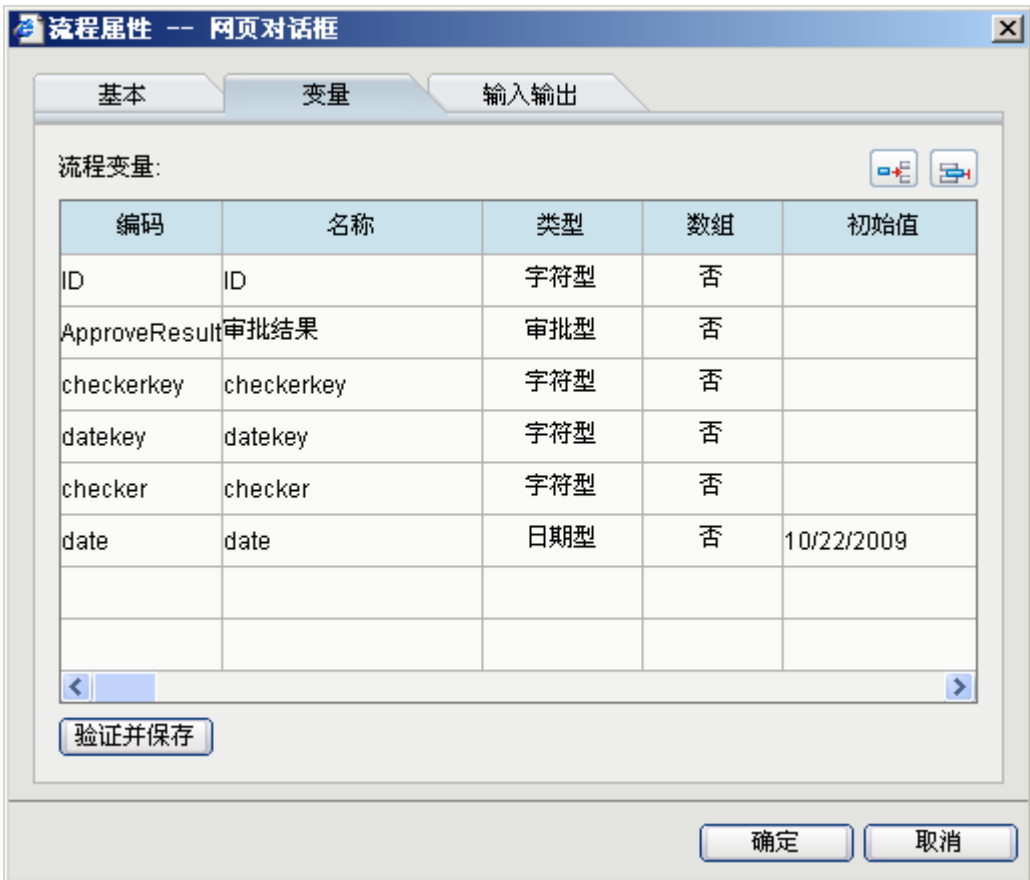 流程属性 -- 网页对话框
基本 变量 输入输出
流程变量:
编码 名称 类型 数组 初始值
ID ID 字符型 否
ApproveResult 审批结果 审批型 否
checkerkey checkerkey 字符型 否
datekey datekey 字符型 否
checker checker 字符型 否
date date 日期型 否 10/22/2009
验证并保存
确定 取消